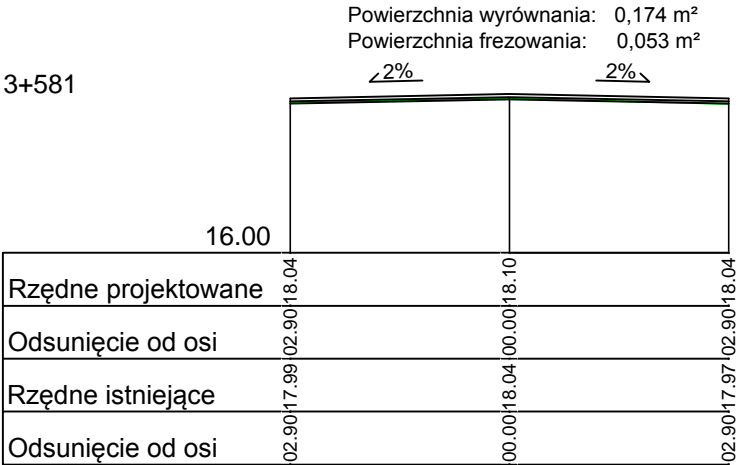 Powierzchnia wyrównania: 0,174 m²
Powierzchnia frezowania: 0,053 m²
3+581
2% 2%
16.00
Rzędne projektowane 18.04 18.10 18.04
Odsunięcie od osi 02.90 00.00 02.90
Rzędne istniejące 17.99 18.04 17.97
Odsunięcie od osi 02.90 00.00 02.90